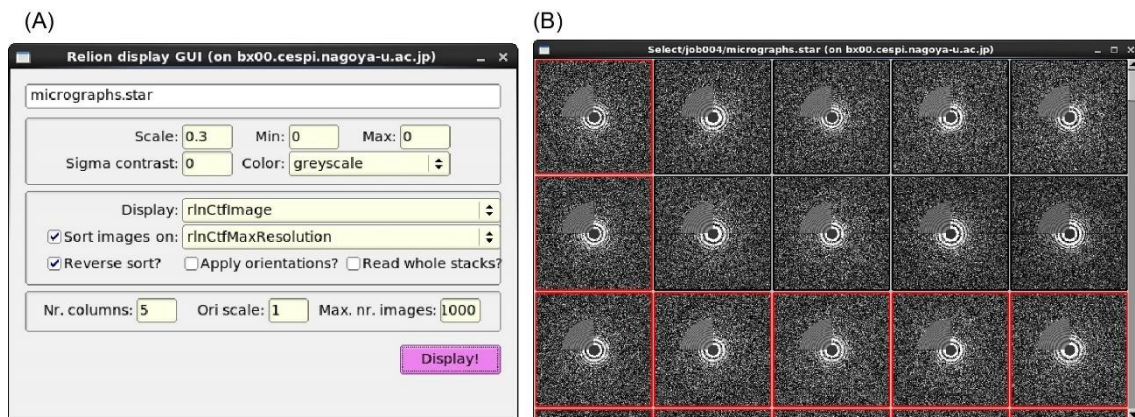 (A)
Relion display GUI (on bx00.cespi.nagoya-u.ac.jp)
micrographs.star
Scale: 0.3 Min: 0 Max: 0
Sigma contrast: 0 Color: greyscale
Display: rlnCtfImage
Sort images on: rlnCtfMaxResolution
Reverse sort? Apply orientations? Read whole stacks?
Nr. columns: 5 Ori scale: 1 Max. nr. images: 1000
Display!
(B)
Select/job004/micrographs.star (on bx00.cespi.nagoya-u.ac.jp)